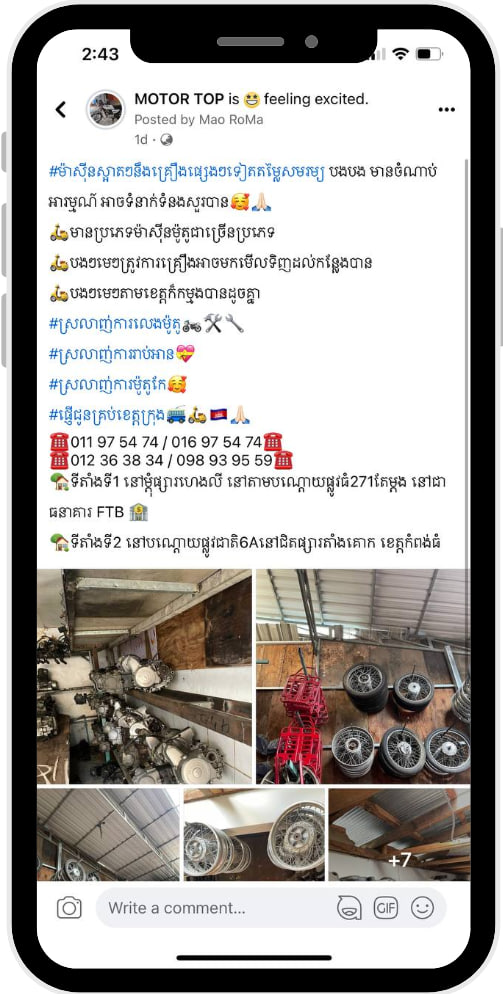 2:43
MOTOR TOP is 😀 feeling excited.
Posted by Mao RoMa
1d ·
#ម៉ាស៊ីនស្អាតៗនឹងគ្រឿងផ្សេងៗទៀតតម្លៃសមរម្យ បងបង មានចំណាប់
អារម្មណ៍ អាចទំនាក់ទំនងសួរបាន🥰🙏🏻
🛵មានប្រភេទម៉ាស៊ីនម៉ូតូជាច្រើនប្រភេទ
🛵បងៗមេៗត្រូវការគ្រឿងអាចមកមើលទិញដល់កន្លែងបាន
🛵បងៗមេៗតាមខេត្តក៏កម្មង់បានដូចគ្នា
#ស្រលាញ់ការលេងម៉ូតូ🏍🛠🔧
#ស្រលាញ់ការរាប់អាន💝
#ស្រលាញ់ការម៉ូតូកែ🥰
#ផ្ញើជូនគ្រប់ខេត្តក្រុង🚌🛵🇰🇭🙏🏻
☎️011 97 54 74 / 016 97 54 74☎️
☎️012 36 38 34 / 098 93 95 59☎️
🏡ទីតាំងទី1 នៅម្ដុំផ្សារហេងលី នៅតាមបណ្ដោយផ្លូវធំ271តែម្ដង នៅជា
ធនាគារ FTB 🏦
🏡ទីតាំងទី2 នៅបណ្ដោយផ្លូវជាតិ6Aនៅជិតផ្សារតាំងគោក ខេត្តកំពង់ធំ
+7
Write a comment...
GIF